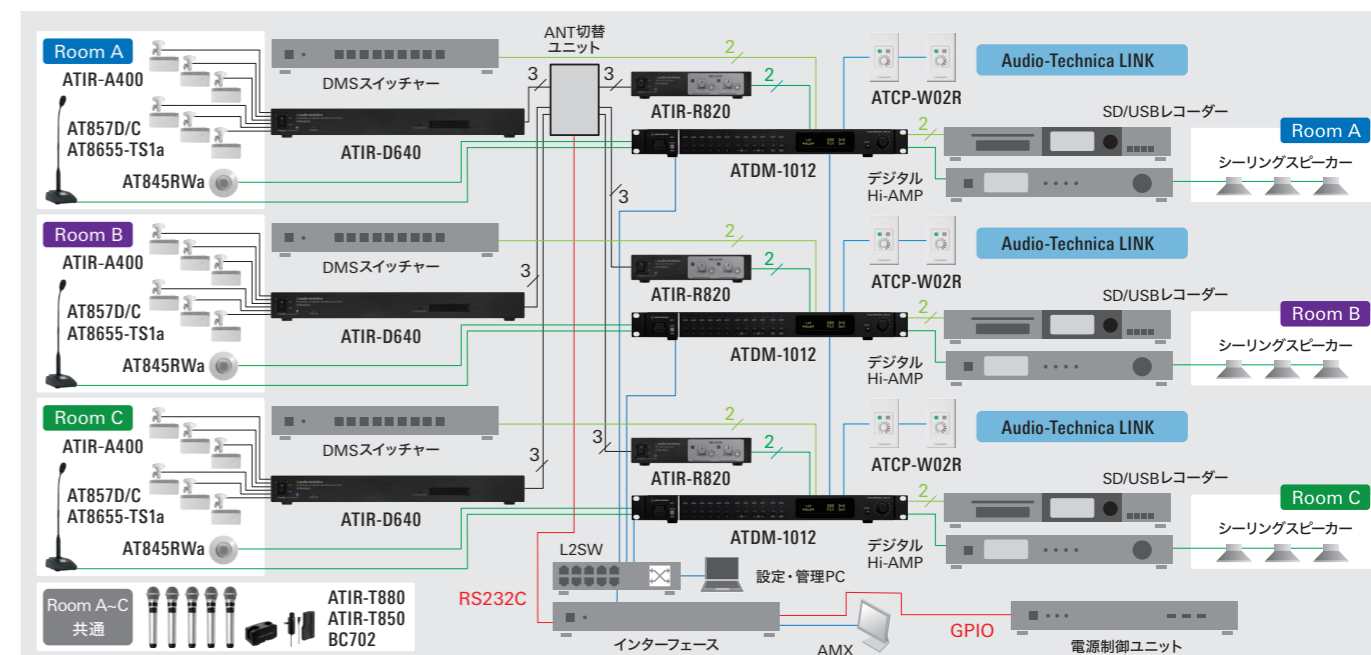 ANT切替
ユニット
Room A
ATIR-A400
AT857D/C
AT8655-TS1a
AT845RWa
DMSスイッチャー
ATIR-D640
3
3
2
2
ATIR-R820
ATDM-1012
ATCP-W02R
Audio-Technica LINK
2
SD/USBレコーダー
デジタル
Hi-AMP
Room A
シーリングスピーカー
3
Room B
ATIR-A400
AT857D/C
AT8655-TS1a
AT845RWa
DMSスイッチャー
ATIR-D640
3
2
2
ATIR-R820
ATDM-1012
ATCP-W02R
Audio-Technica LINK
2
SD/USBレコーダー
デジタル
Hi-AMP
Room B
シーリングスピーカー
Room C
ATIR-A400
AT857D/C
AT8655-TS1a
AT845RWa
DMSスイッチャー
ATIR-D640
3
3
2
2
ATIR-R820
ATDM-1012
ATCP-W02R
Audio-Technica LINK
2
SD/USBレコーダー
デジタル
Hi-AMP
Room C
シーリングスピーカー
Room A~C
共通
ATIR-T880
ATIR-T850
BC702
RS232C
L2SW
設定・管理PC
インターフェース
AMX
GPIO
電源制御ユニット